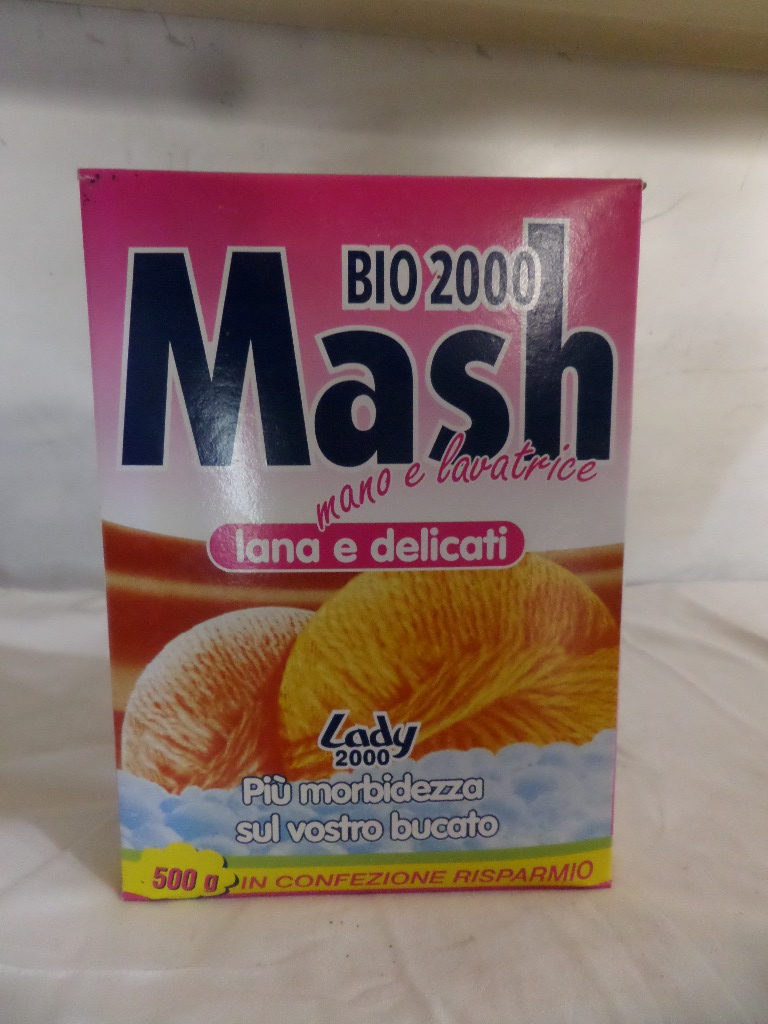 BIO 2000
Mash
mano e lavatrice
lana e delicati
Lady
2000
Più morbidezza
sul vostro bucato
500 g IN CONFEZIONE RISPARMIO